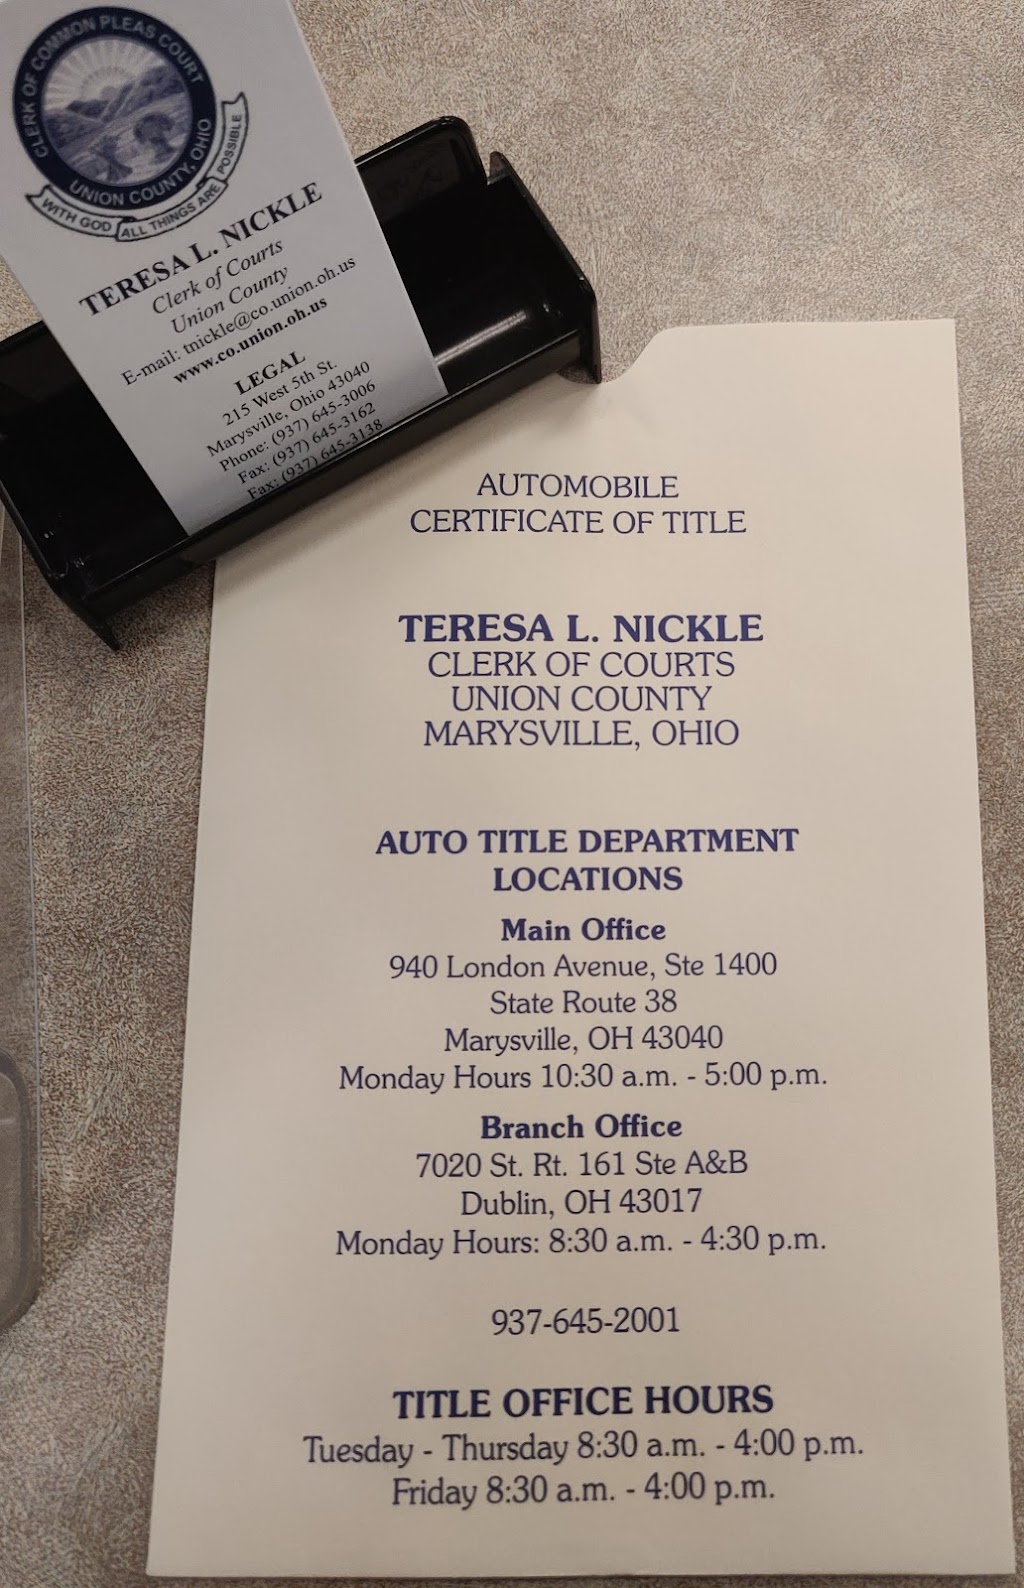 CLERK OF COMMON PLEAS COURT
UNION COUNTY, OHIO
WITH GOD ALL THINGS ARE POSSIBLE
TERESA L. NICKLE
Clerk of Courts
Union County
E-mail: tnickle@co.union.oh.us
www.co.union.oh.us
LEGAL
215 West 5th St.
Marysville, Ohio 43040
Phone: (937) 645-3006
Fax: (937) 645-3162
Fax: (937) 645-3138
AUTOMOBILE
CERTIFICATE OF TITLE
TERESA L. NICKLE
CLERK OF COURTS
UNION COUNTY
MARYSVILLE, OHIO
AUTO TITLE DEPARTMENT
LOCATIONS
Main Office
940 London Avenue, Ste 1400
State Route 38
Marysville, OH 43040
Monday Hours 10:30 a.m. - 5:00 p.m.
Branch Office
7020 St. Rt. 161 Ste A&B
Dublin, OH 43017
Monday Hours: 8:30 a.m. - 4:30 p.m.
937-645-2001
TITLE OFFICE HOURS
Tuesday - Thursday 8:30 a.m. - 4:00 p.m.
Friday 8:30 a.m. - 4:00 p.m.